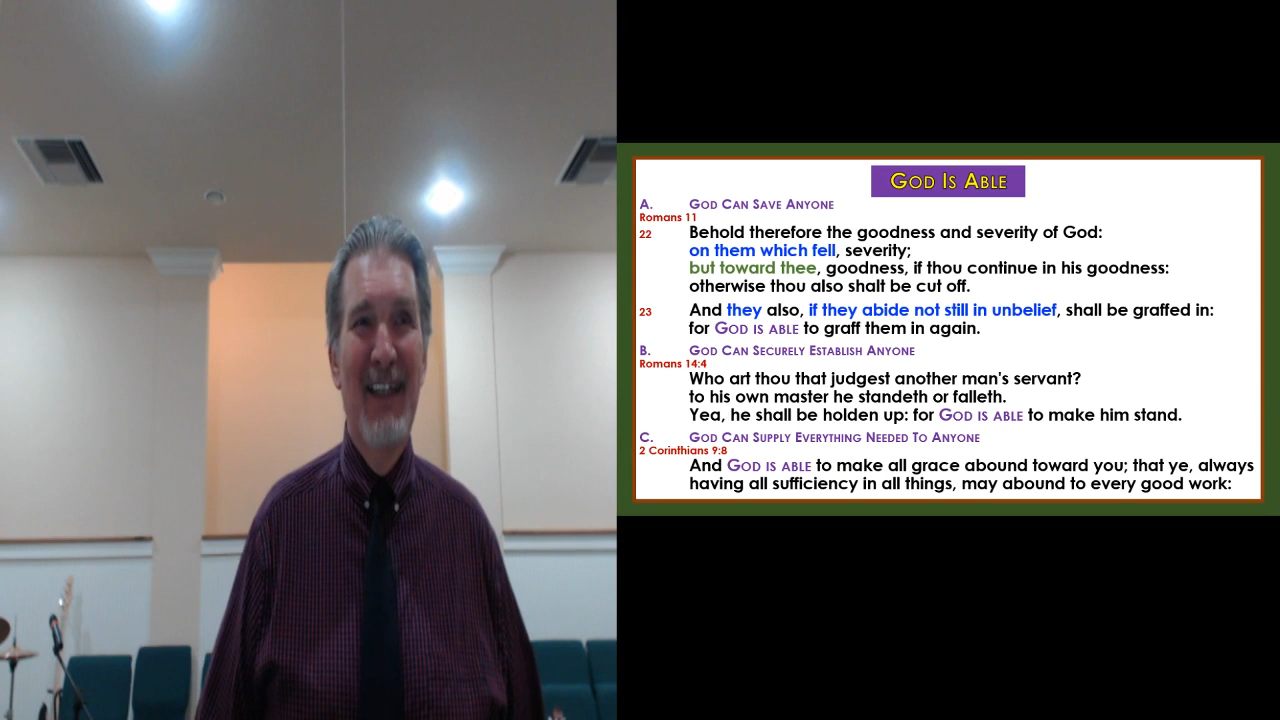 God Is Able
A. God Can Save Anyone
Romans 11
22 Behold therefore the goodness and severity of God:
on them which fell, severity;
but toward thee, goodness, if thou continue in his goodness:
otherwise thou also shalt be cut off.
23 And they also, if they abide not still in unbelief, shall be graffed in:
for God is able to graff them in again.
B. God Can Securely Establish Anyone
Romans 14:4
Who art thou that judgest another man's servant?
to his own master he standeth or falleth.
Yea, he shall be holden up: for God is able to make him stand.
C. God Can Supply Everything Needed To Anyone
2 Corinthians 9:8
And God is able to make all grace abound toward you; that ye, always
having all sufficiency in all things, may abound to every good work: